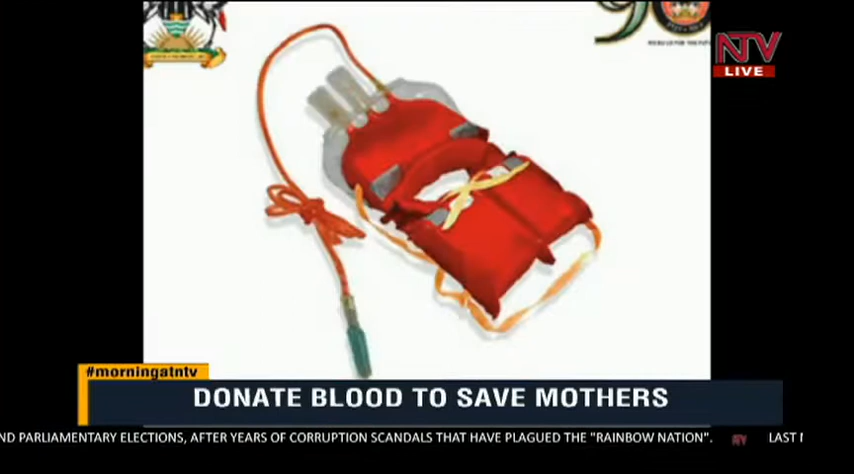 NTV
LIVE
#morningatntv
DONATE BLOOD TO SAVE MOTHERS
ND PARLIAMENTARY ELECTIONS, AFTER YEARS OF CORRUPTION SCANDALS THAT HAVE PLAGUED THE "RAINBOW NATION". LAST